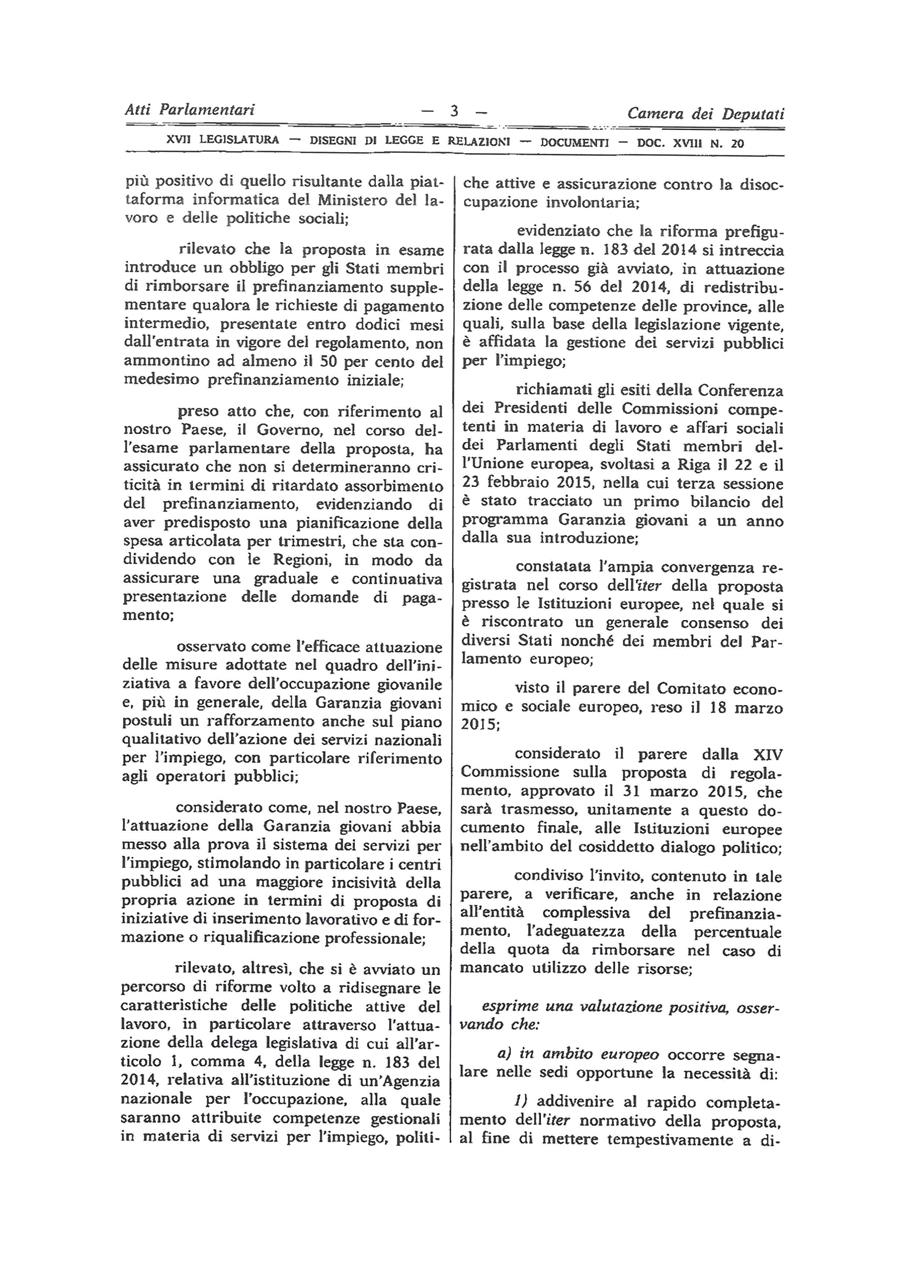 Atti Parlamentari — 3 — Camera dei Deputati
XVII LEGISLATURA — DISEGNI DI LEGGE E RELAZIONI — DOCUMENTI — DOC. XVIII N. 20
più positivo di quello risultante dalla piat-
taforma informatica del Ministero del la-
voro e delle politiche sociali;
rilevato che la proposta in esame
introduce un obbligo per gli Stati membri
di rimborsare il prefinanziamento supple-
mentare qualora le richieste di pagamento
intermedio, presentate entro dodici mesi
dall'entrata in vigore del regolamento, non
ammontino ad almeno il 50 per cento del
medesimo prefinanziamento iniziale;
preso atto che, con riferimento al
nostro Paese, il Governo, nel corso del-
l'esame parlamentare della proposta, ha
assicurato che non si determineranno cri-
ticità in termini di ritardato assorbimento
del prefinanziamento, evidenziando di
aver predisposto una pianificazione della
spesa articolata per trimestri, che sta con-
dividendo con le Regioni, in modo da
assicurare una graduale e continuativa
presentazione delle domande di paga-
mento;
osservato come l'efficace attuazione
delle misure adottate nel quadro dell'ini-
ziativa a favore dell'occupazione giovanile
e, più in generale, della Garanzia giovani
postuli un rafforzamento anche sul piano
qualitativo dell'azione dei servizi nazionali
per l'impiego, con particolare riferimento
agli operatori pubblici;
considerato come, nel nostro Paese,
l'attuazione della Garanzia giovani abbia
messo alla prova il sistema dei servizi per
l'impiego, stimolando in particolare i centri
pubblici ad una maggiore incisività della
propria azione in termini di proposta di
iniziative di inserimento lavorativo e di for-
mazione o riqualificazione professionale;
rilevato, altresì, che si è avviato un
percorso di riforme volto a ridisegnare le
caratteristiche delle politiche attive del
lavoro, in particolare attraverso l'attua-
zione della delega legislativa di cui all'ar-
ticolo 1, comma 4, della legge n. 183 del
2014, relativa all'istituzione di un'Agenzia
nazionale per l'occupazione, alla quale
saranno attribuite competenze gestionali
in materia di servizi per l'impiego, politi-
che attive e assicurazione contro la disoc-
cupazione involontaria;
evidenziato che la riforma prefigu-
rata dalla legge n. 183 del 2014 si intreccia
con il processo già avviato, in attuazione
della legge n. 56 del 2014, di redistribu-
zione delle competenze delle province, alle
quali, sulla base della legislazione vigente,
è affidata la gestione dei servizi pubblici
per l'impiego;
richiamati gli esiti della Conferenza
dei Presidenti delle Commissioni compe-
tenti in materia di lavoro e affari sociali
dei Parlamenti degli Stati membri del-
l'Unione europea, svoltasi a Riga il 22 e il
23 febbraio 2015, nella cui terza sessione
è stato tracciato un primo bilancio del
programma Garanzia giovani a un anno
dalla sua introduzione;
constatata l'ampia convergenza re-
gistrata nel corso dell'iter della proposta
presso le Istituzioni europee, nel quale si
è riscontrato un generale consenso dei
diversi Stati nonché dei membri del Par-
lamento europeo;
visto il parere del Comitato econo-
mico e sociale europeo, reso il 18 marzo
2015;
considerato il parere dalla XIV
Commissione sulla proposta di regola-
mento, approvato il 31 marzo 2015, che
sarà trasmesso, unitamente a questo do-
cumento finale, alle Istituzioni europee
nell'ambito del cosiddetto dialogo politico;
condiviso l'invito, contenuto in tale
parere, a verificare, anche in relazione
all'entità complessiva del prefinanzia-
mento, l'adeguatezza della percentuale
della quota da rimborsare nel caso di
mancato utilizzo delle risorse;
esprime una valutazione positiva, osser-
vando che:
a) in ambito europeo occorre segna-
lare nelle sedi opportune la necessità di:
1) addivenire al rapido completa-
mento dell'iter normativo della proposta,
al fine di mettere tempestivamente a di-